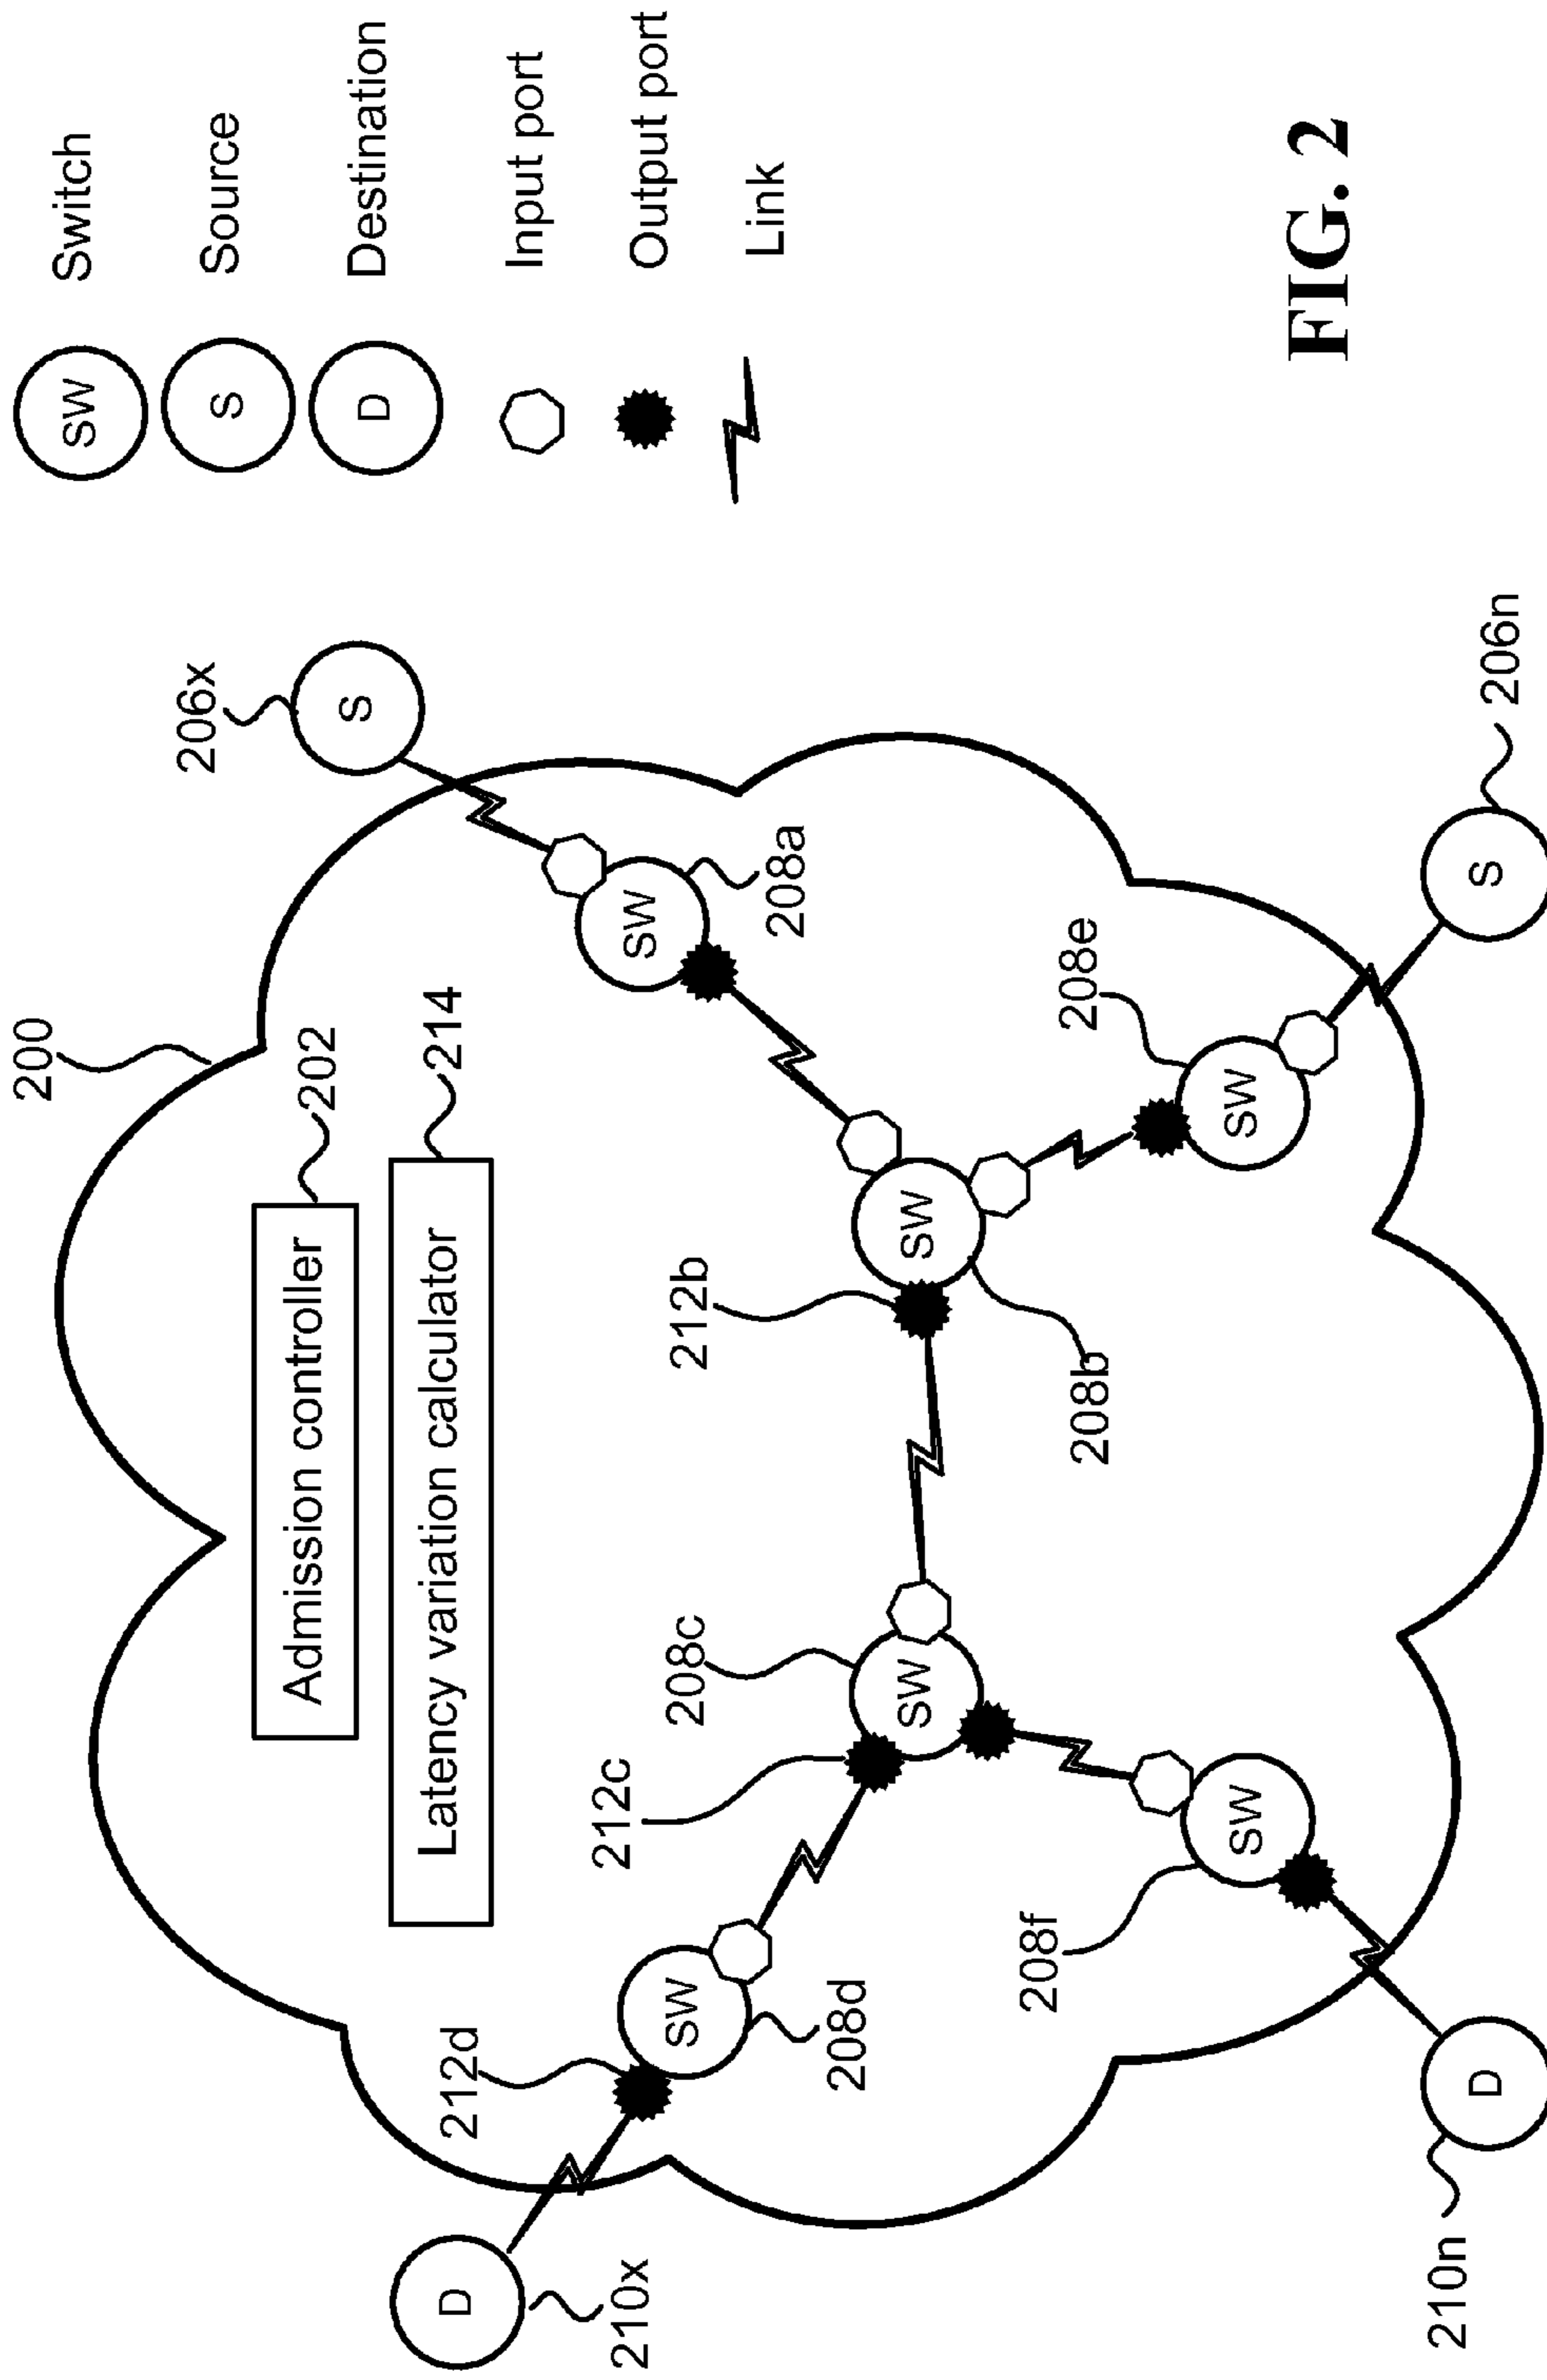 200
Admission controller
202
Latency variation calculator
214
206x
S
D
210x
212d
SW
208d
SW
208a
212c
208c
SW
212b
SW
208b
208e
SW
208f
SW
210n
D
S
206n
SW Switch
S Source
D Destination
Input port
Output port
Link
FIG. 2